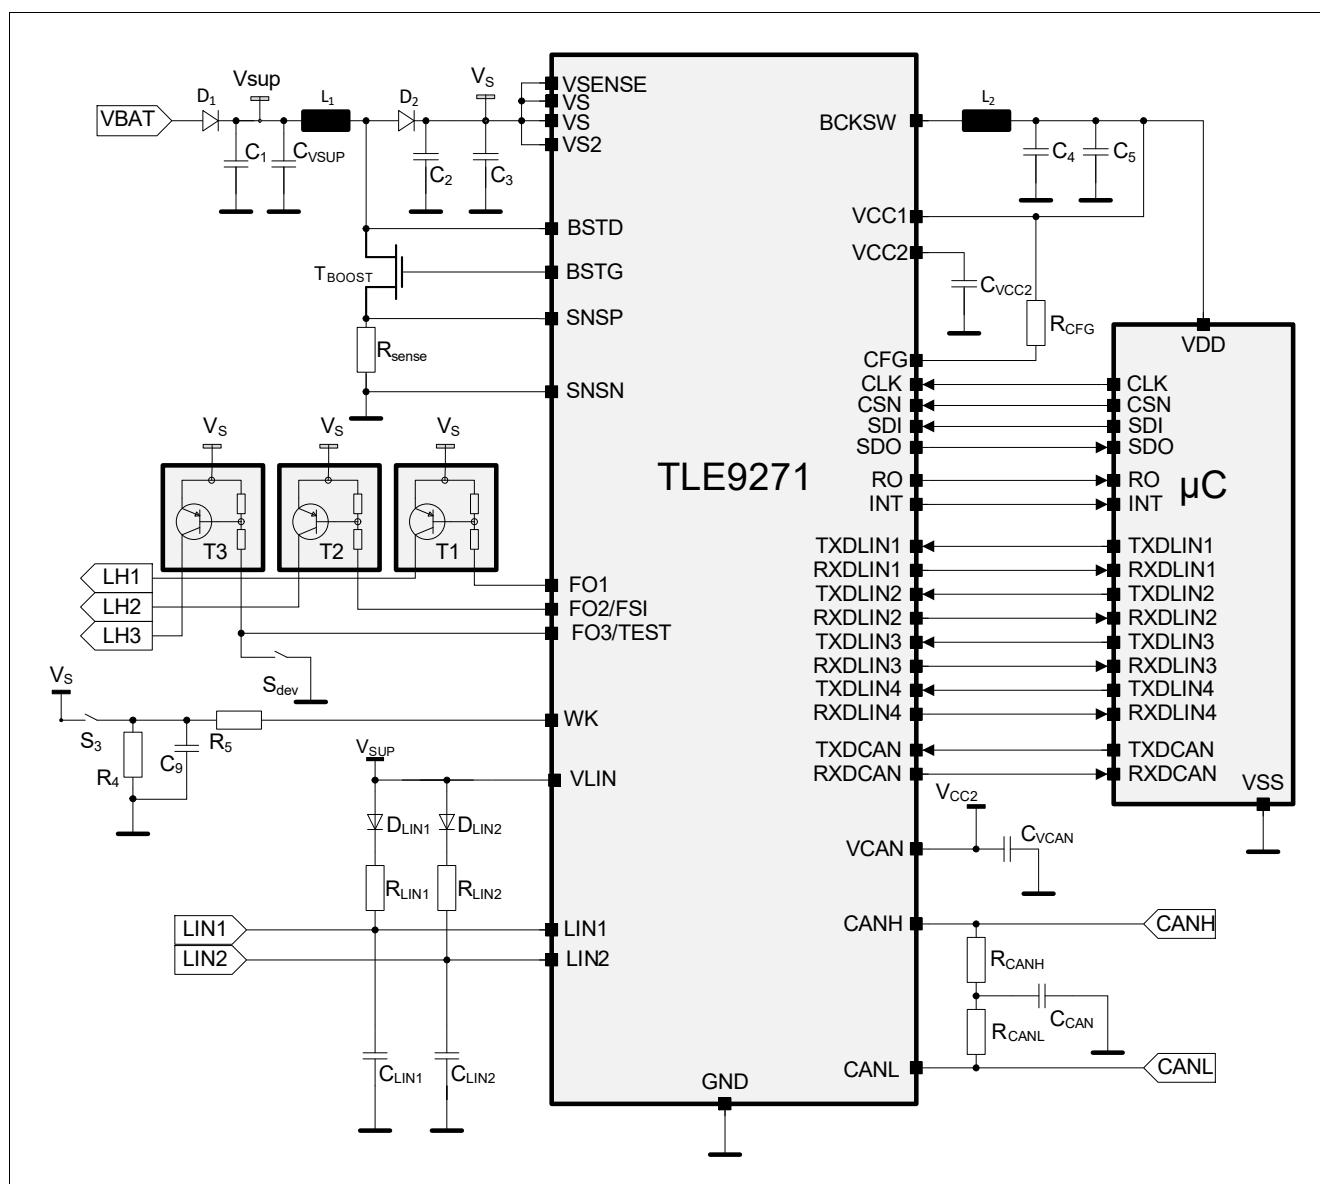 Vsup
VS
VBAT
D1
L1
D2
C1
CVSUP
C2
C3
VSENSE
VS
VS
VS2
BSTD
BSTG
SNSP
SNSN
TBOOST
Rsense
VS
VS
VS
T3
T2
T1
LH1
LH2
LH3
FO1
FO2/FSI
FO3/TEST
Sdev
VS
S3
R4
C9
R5
WK
VSUP
VLIN
DLIN1
DLIN2
RLIN1
RLIN2
LIN1
LIN2
LIN1
LIN2
CLIN1
CLIN2
TLE9271
GND
BCKSW
L2
C4
C5
VCC1
VCC2
CVCC2
RCFG
CFG
CLK
CSN
SDI
SDO
RO
INT
TXDLIN1
RXDLIN1
TXDLIN2
RXDLIN2
TXDLIN3
RXDLIN3
TXDLIN4
RXDLIN4
TXDCAN
RXDCAN
VDD
CLK
CSN
SDI
SDO
RO
INT
µC
TXDLIN1
RXDLIN1
TXDLIN2
RXDLIN2
TXDLIN3
RXDLIN3
TXDLIN4
RXDLIN4
TXDCAN
RXDCAN
VSS
VCC2
CVCAN
VCAN
CANH
CANH
RCANH
CCAN
RCANL
CANL
CANL